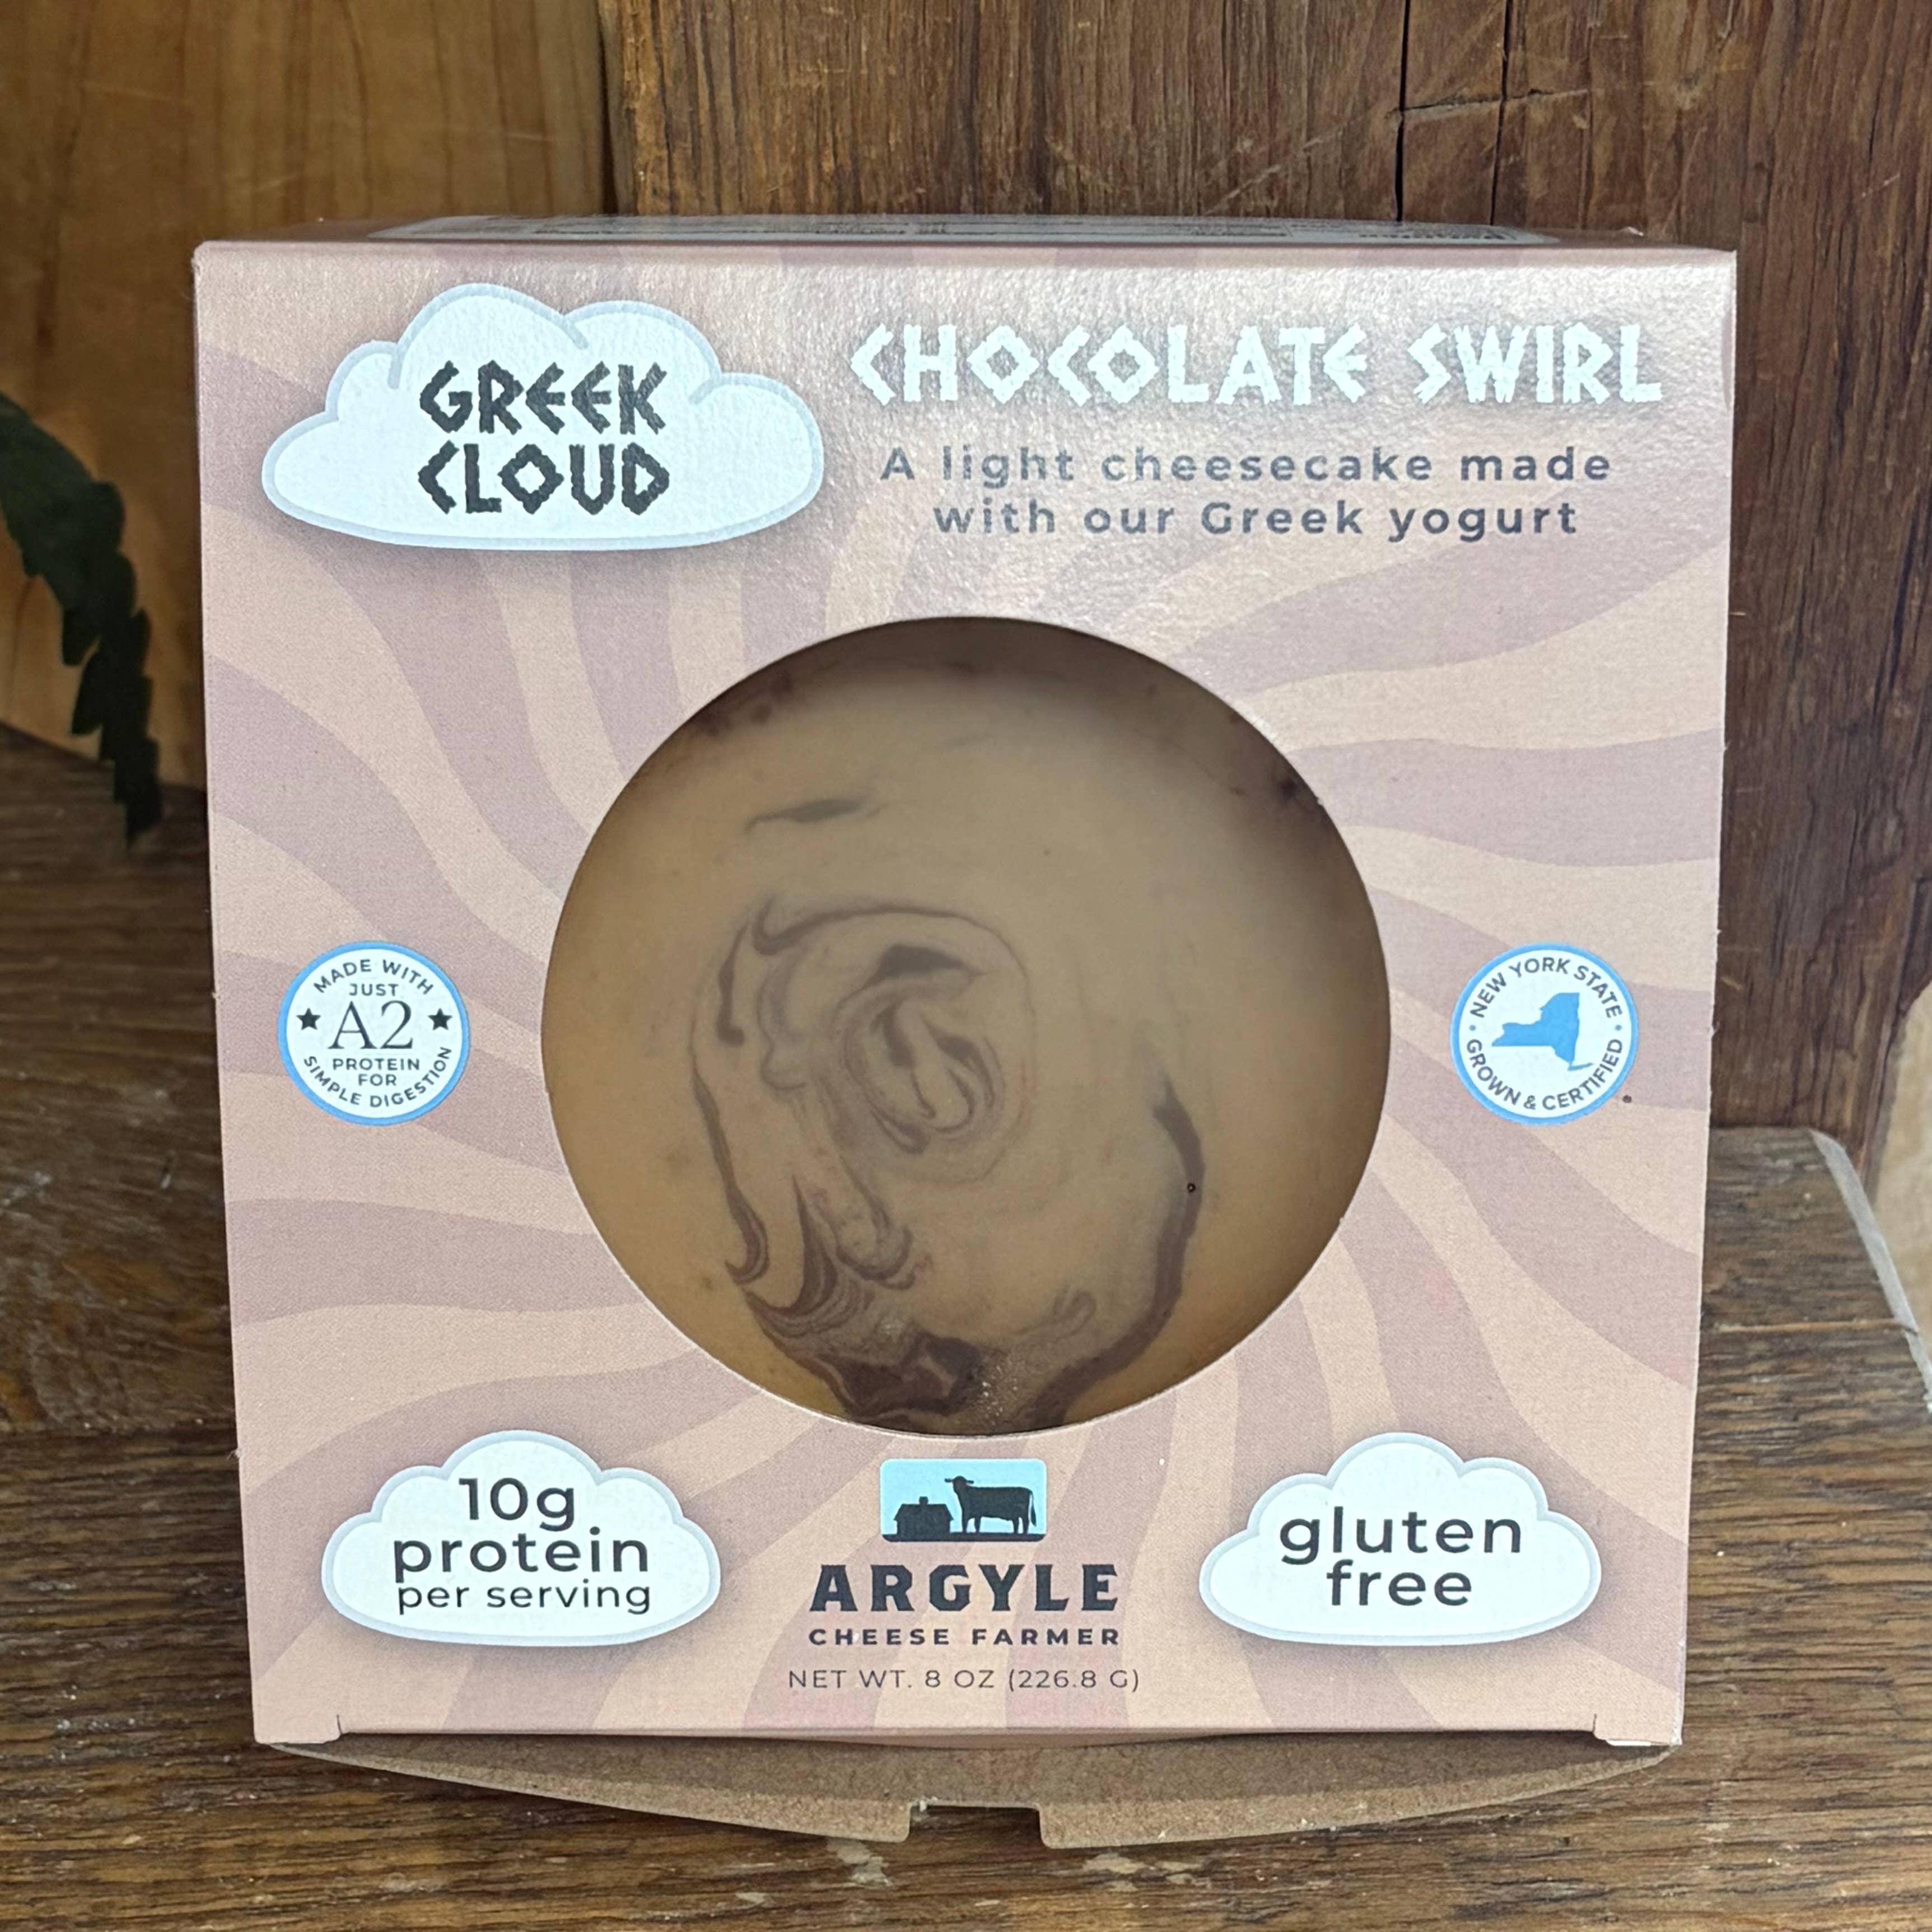 GREEK
CLOUD
CHOCOLATE SWIRL
A light cheesecake made
with our Greek yogurt
MADE WITH
JUST
A2
PROTEIN
FOR
SIMPLE DIGESTION
NEW YORK STATE
GROWN & CERTIFIED
10g
protein
per serving
ARGYLE
CHEESE FARMER
NET WT. 8 OZ (226.8 G)
gluten
free